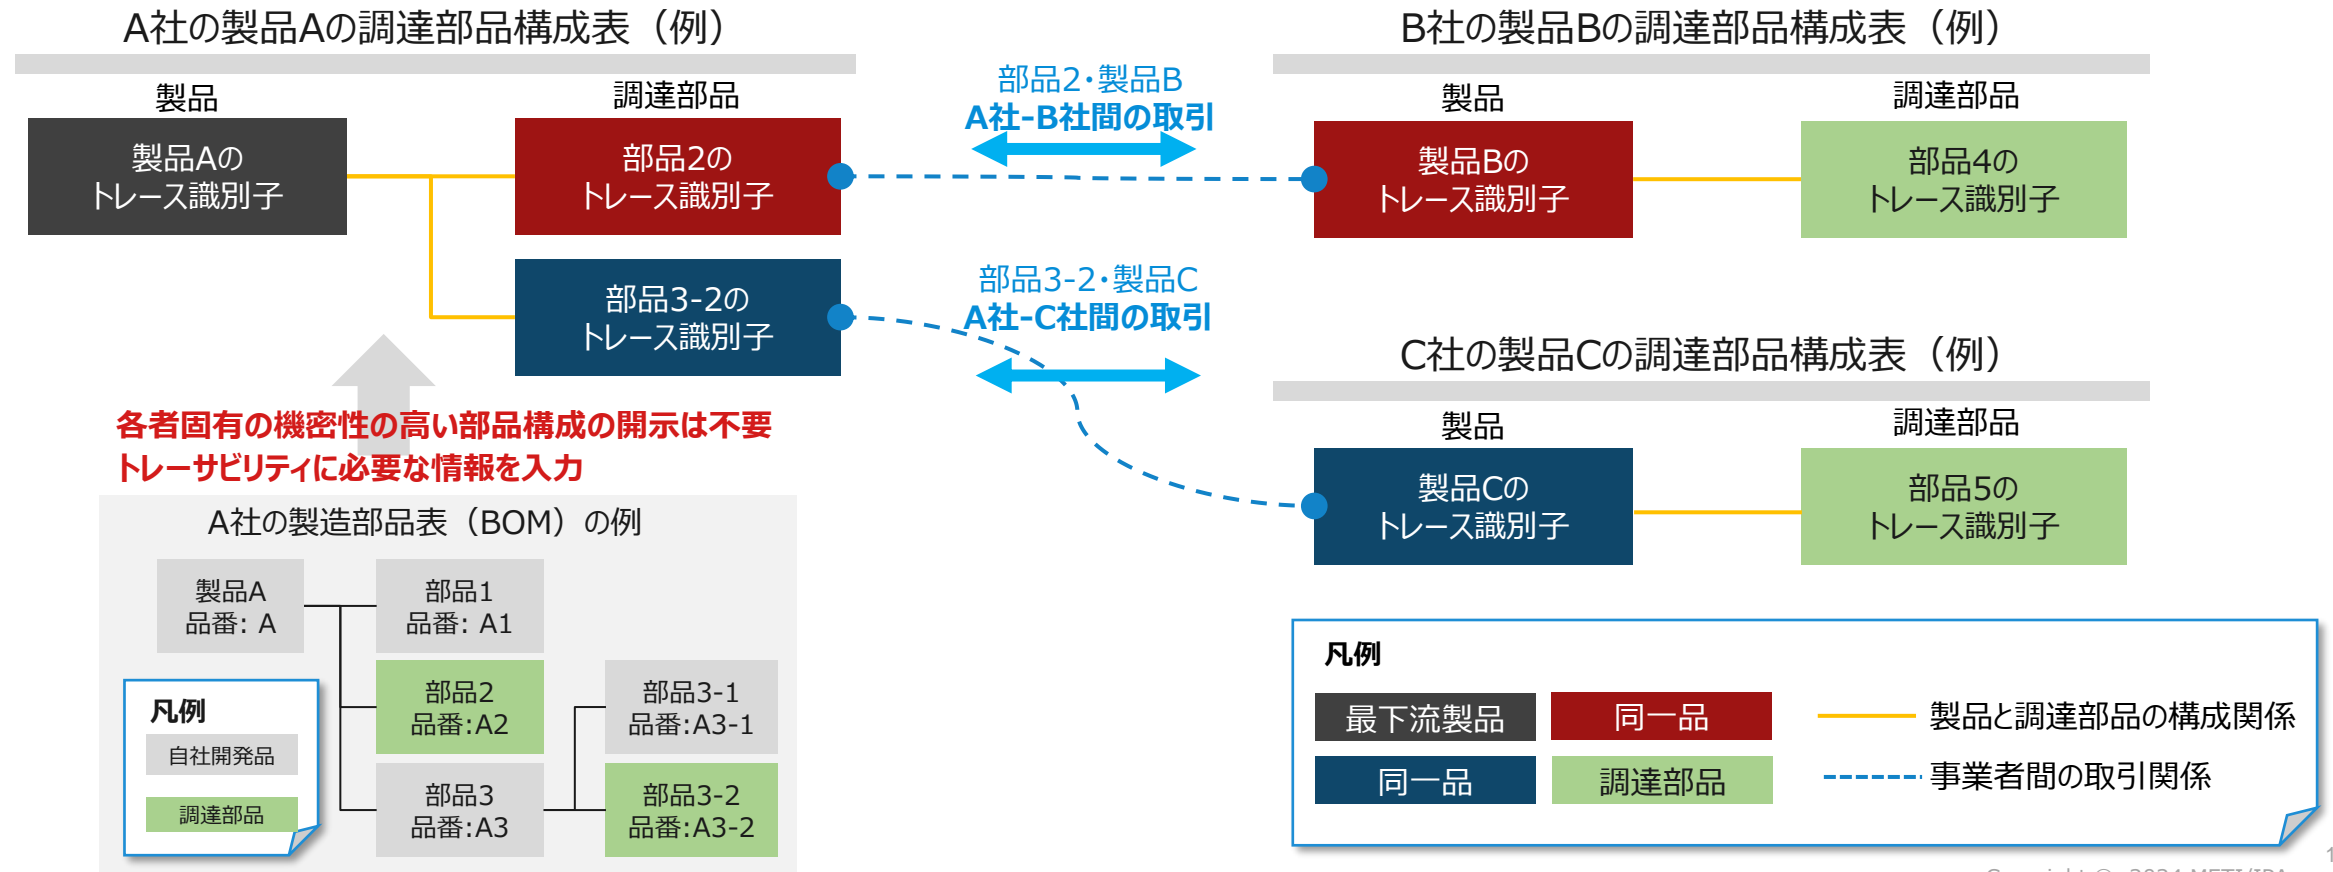 A社の製品Aの調達部品構成表（例）
製品
調達部品
製品Aの
トレース識別子
部品2の
トレース識別子
部品3-2の
トレース識別子
部品2・製品B
A社-B社間の取引
部品3-2・製品C
A社-C社間の取引
B社の製品Bの調達部品構成表（例）
製品
調達部品
製品Bの
トレース識別子
部品4の
トレース識別子
C社の製品Cの調達部品構成表（例）
製品
調達部品
製品Cの
トレース識別子
部品5の
トレース識別子
各者固有の機密性の高い部品構成の開示は不要
トレーサビリティに必要な情報を入力
A社の製造部品表（BOM）の例
製品A
品番: A
部品1
品番: A1
部品2
品番:A2
部品3
品番:A3
部品3-1
品番:A3-1
部品3-2
品番:A3-2
凡例
自社開発品
調達部品
凡例
最下流製品
同一品
製品と調達部品の構成関係
同一品
調達部品
事業者間の取引関係
1
Copyright © 2024 METI/IPA